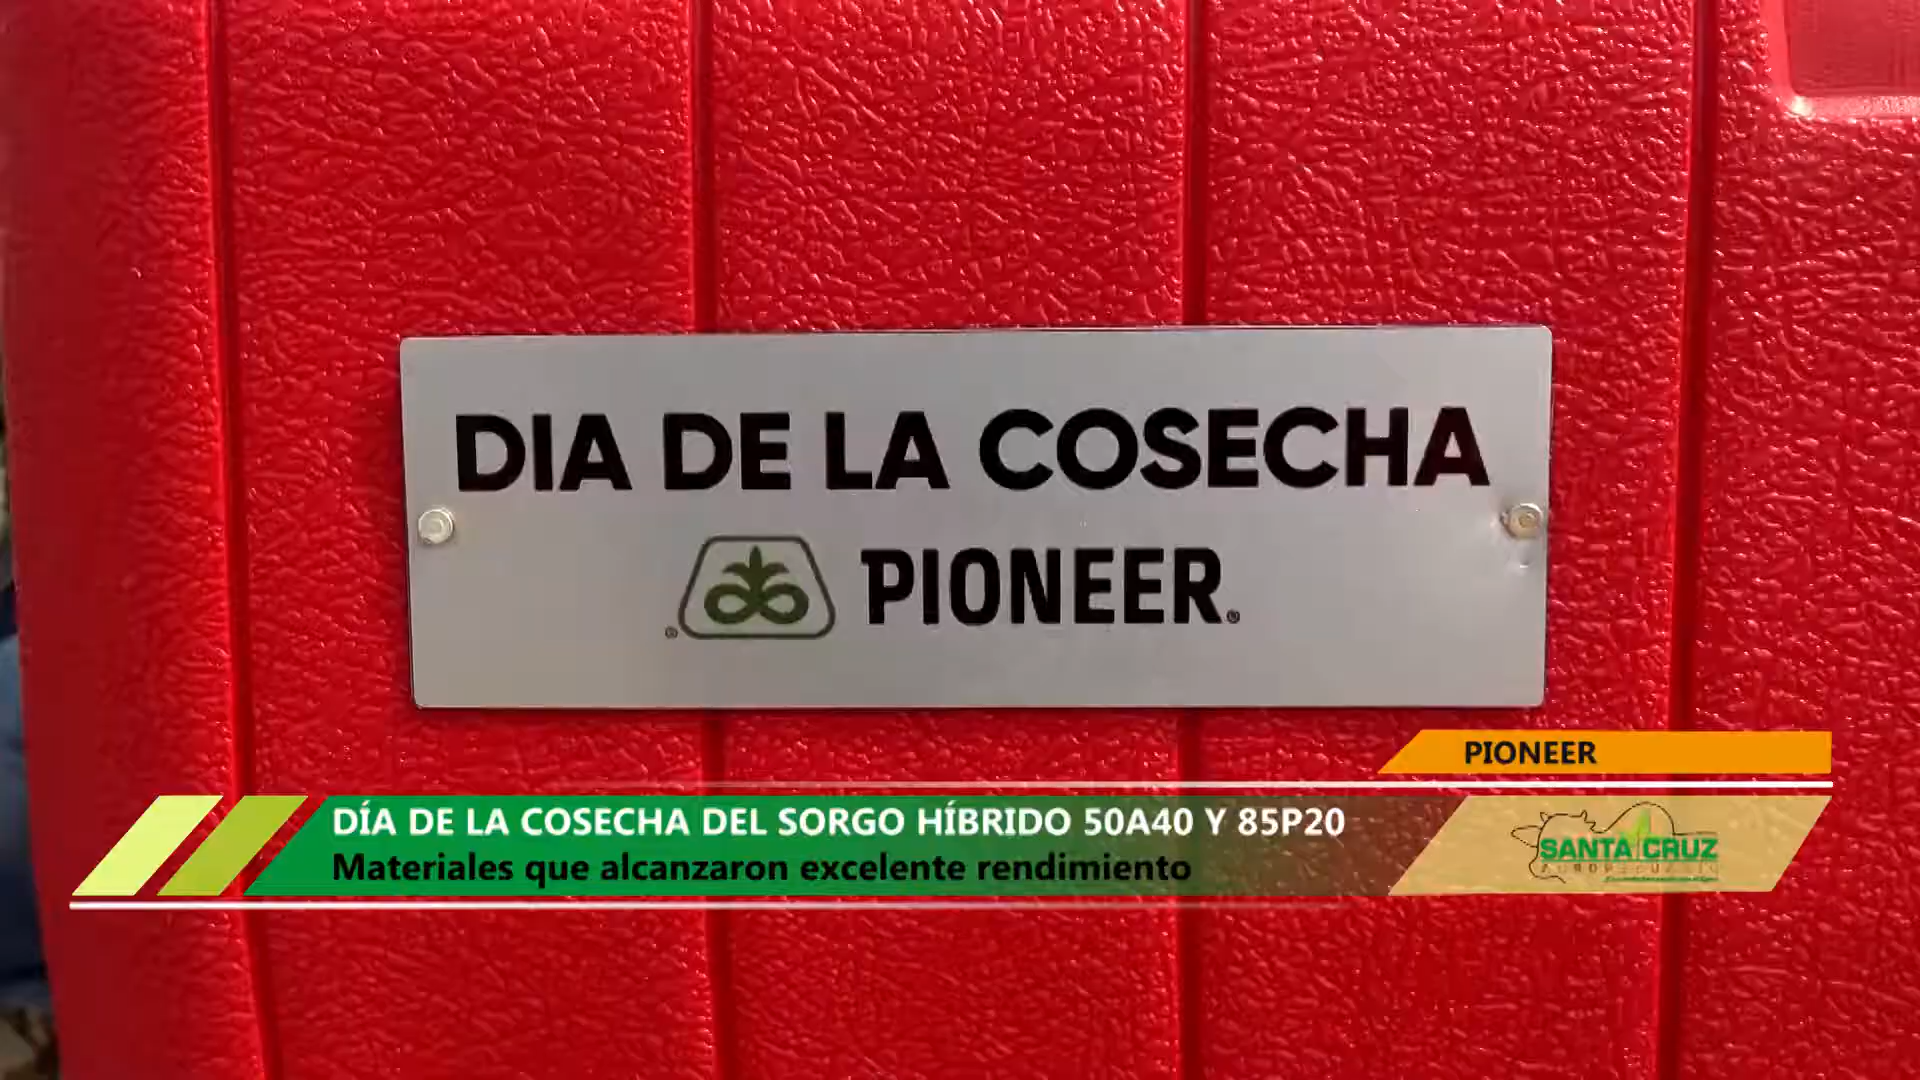 DIA DE LA COSECHA
PIONEER
PIONEER
DÍA DE LA COSECHA DEL SORGO HÍBRIDO 50A40 Y 85P20
Materiales que alcanzaron excelente rendimiento
SANTA CRUZ
AGROPECUARIO